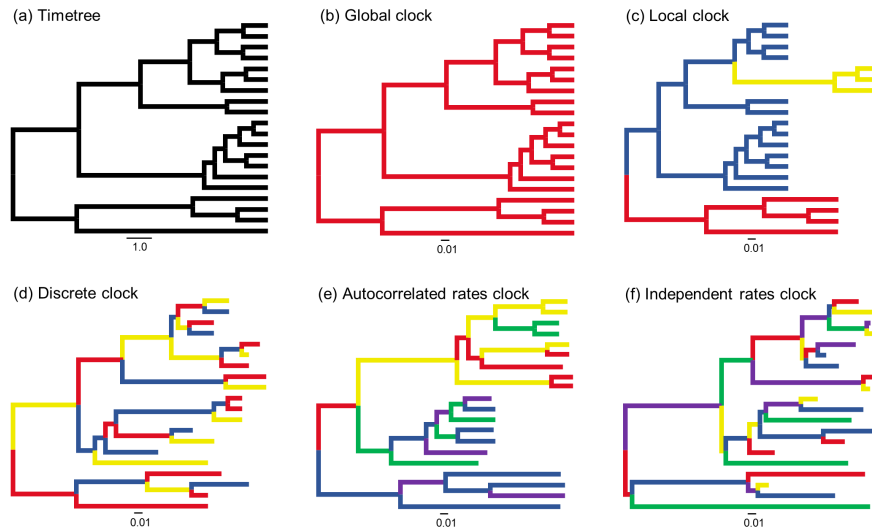 (a) Timetree
(b) Global clock
(c) Local clock
1.0
0.01
0.01
(d) Discrete clock
(e) Autocorrelated rates clock
(f) Independent rates clock
0.01
0.01
0.01